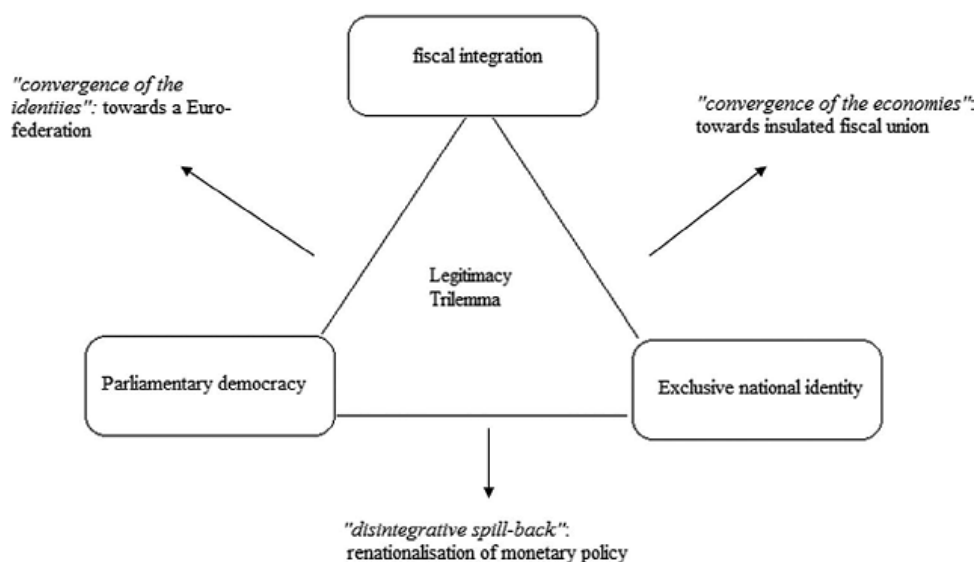 fiscal integration
"convergence of the
identiies": towards a Euro-
federation
"convergence of the economies":
towards insulated fiscal union
Legitimacy
Trilemma
Parliamentary democracy
Exclusive national identity
"disintegrative spill-back":
renationalisation of monetary policy